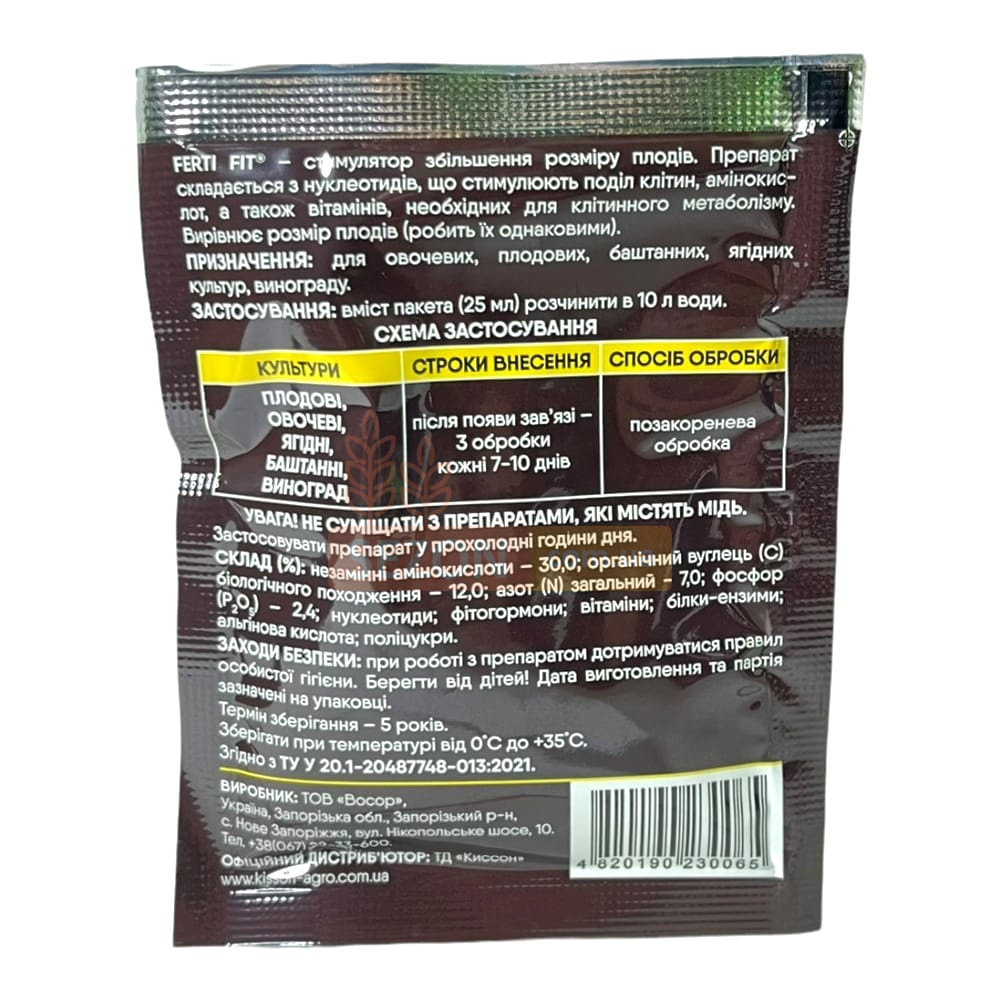 FERTI FIT® – стимулятор збільшення розміру плодів. Препарат
складається з нуклеотидів, що стимулюють поділ клітин, амінокис-
лот, а також вітамінів, необхідних для клітинного метаболізму.
Вирівнює розмір плодів (робить їх однаковими).
ПРИЗНАЧЕННЯ: для овочевих, плодових, баштанних, ягідних
культур, винограду.
ЗАСТОСУВАННЯ: вміст пакета (25 мл) розчинити в 10 л води.
СХЕМА ЗАСТОСУВАННЯ
КУЛЬТУРИ СТРОКИ ВНЕСЕННЯ СПОСІБ ОБРОБКИ
ПЛОДОВІ,
ОВОЧЕВІ,
ЯГІДНІ,
БАШТАННІ,
ВИНОГРАД
після появи зав'язі –
3 обробки
кожні 7-10 днів
позакоренева
обробка
УВАГА! НЕ СУМІЩАТИ З ПРЕПАРАТАМИ, ЯКІ МІСТЯТЬ МІДЬ.
Застосовувати препарат у прохолодні години дня.
СКЛАД (%): незамінні амінокислоти – 30,0; органічний вуглець (С)
біологічного походження – 12,0; азот (N) загальний – 7,0; фосфор
(P₂O₅) – 2,4; нуклеотиди; фітогормони; вітаміни; білки-ензими;
альгінова кислота; поліцукри.
ЗАХОДИ БЕЗПЕКИ: при роботі з препаратом дотримуватися правил
особистої гігієни. Берегти від дітей! Дата виготовлення та партія
зазначені на упаковці.
Термін зберігання – 5 років.
Зберігати при температурі від 0°С до +35°С.
Згідно з ТУ У 20.1-20487748-013:2021.
ВИРОБНИК: ТОВ «Восор»,
Україна, Запорізька обл., Запорізький р-н,
с. Нове Запоріжжя, вул. Нікопольське шосе, 10.
Тел. +38(067) -33-600.
ОФІЦІЙНИЙ ДИСТРИБ'ЮТОР: ТД «Киссон»
www.kisson-agro.com.ua
4 820190 230065